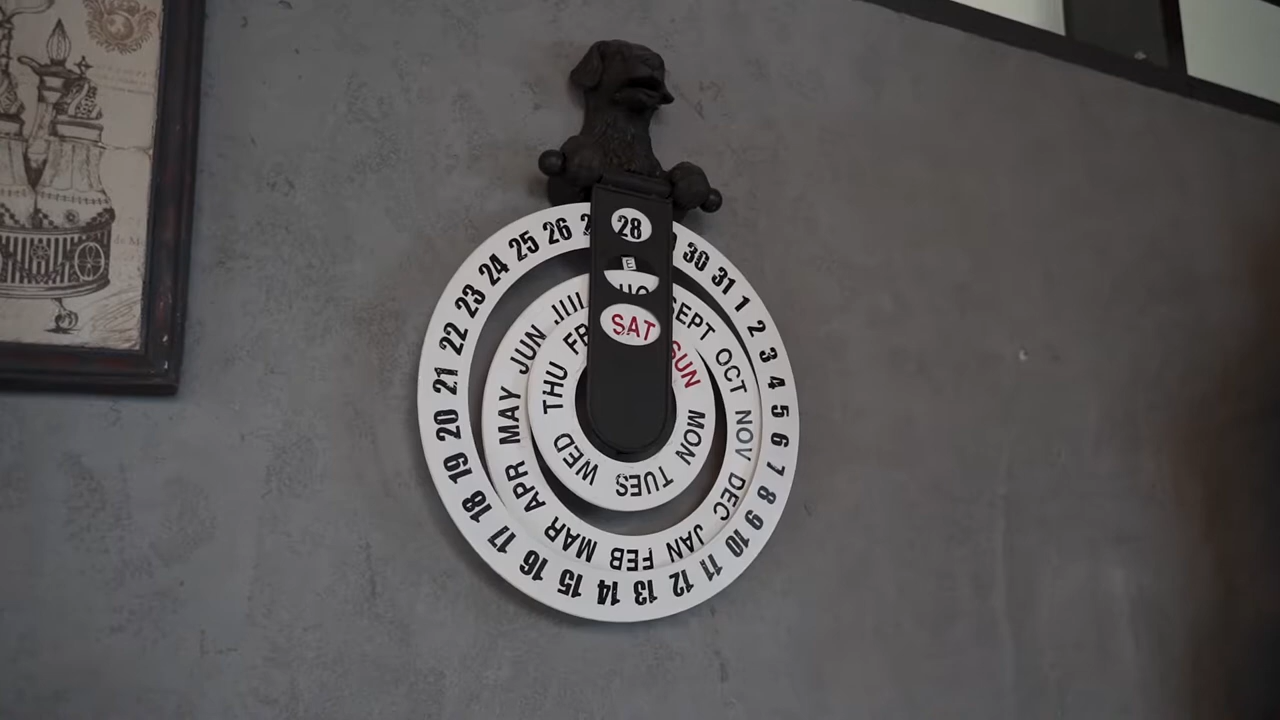 28
E
SAT
30 31 1 2 3 4 5 6 7 8 9 10 11 12 13 14 15 16 17 18 19 20 21 22 23 24 25 26
SEPT OCT NOV DEC JAN FEB MAR APR MAY JUN
SUN MON TUES WED THU